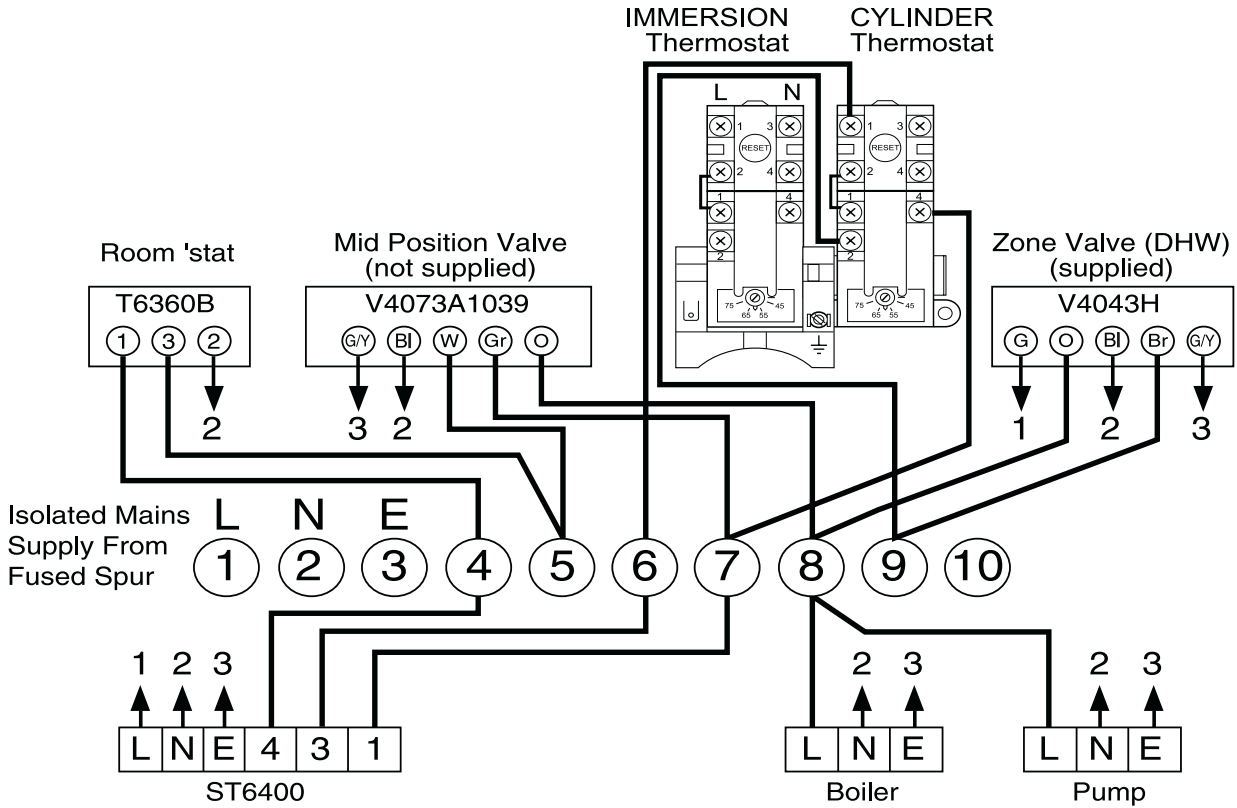 IMMERSION
Thermostat
CYLINDER
Thermostat
L N
1 3
RESET
2 4
1 4
2
75 65 55 45
1 3
RESET
2 4
1 4
2
75 65 55 45
Room 'stat
T6360B
1 3 2
2
Mid Position Valve
(not supplied)
V4073A1039
G/Y Bl W Gr O
3 2
Zone Valve (DHW)
(supplied)
V4043H
G O Bl Br G/Y
1 2 3
Isolated Mains
Supply From
Fused Spur
L N E
1 2 3 4 5 6 7 8 9 10
1 2 3
L N E 4 3 1
ST6400
2 3
L N E
Boiler
2 3
L N E
Pump